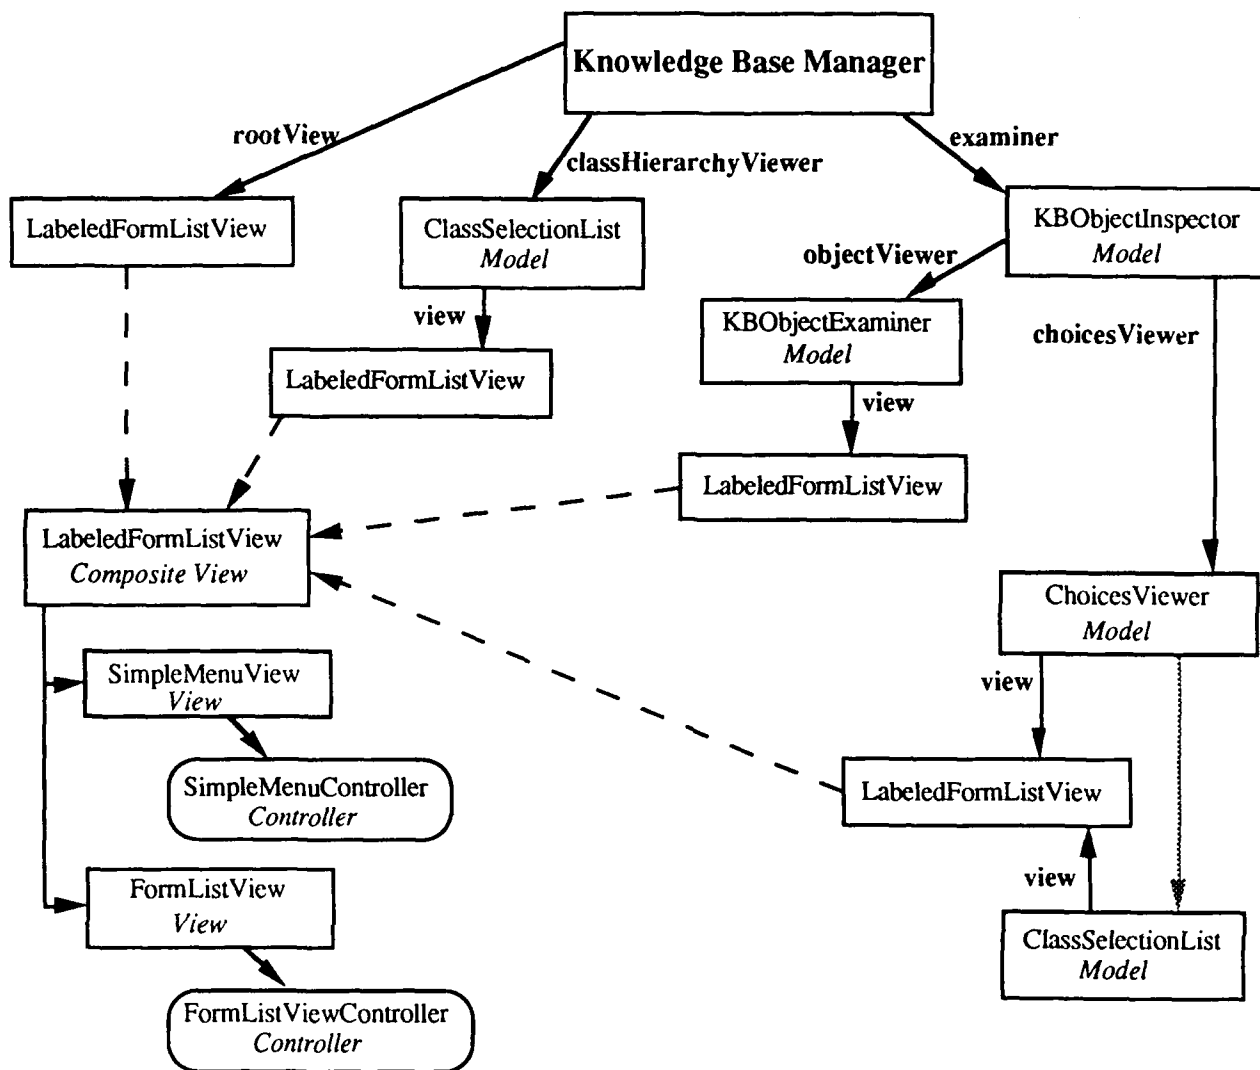 Knowledge Base Manager
rootView
examiner
classHierarchyViewer
LabeledFormListView
ClassSelectionList
Model
KBObjectInspector
Model
objectViewer
view
KBObjectExaminer
Model
choicesViewer
LabeledFormListView
view
LabeledFormListView
LabeledFormListView
Composite View
ChoicesViewer
Model
SimpleMenuView
View
view
SimpleMenuController
Controller
LabeledFormListView
view
FormListView
View
ClassSelectionList
Model
FormListViewController
Controller